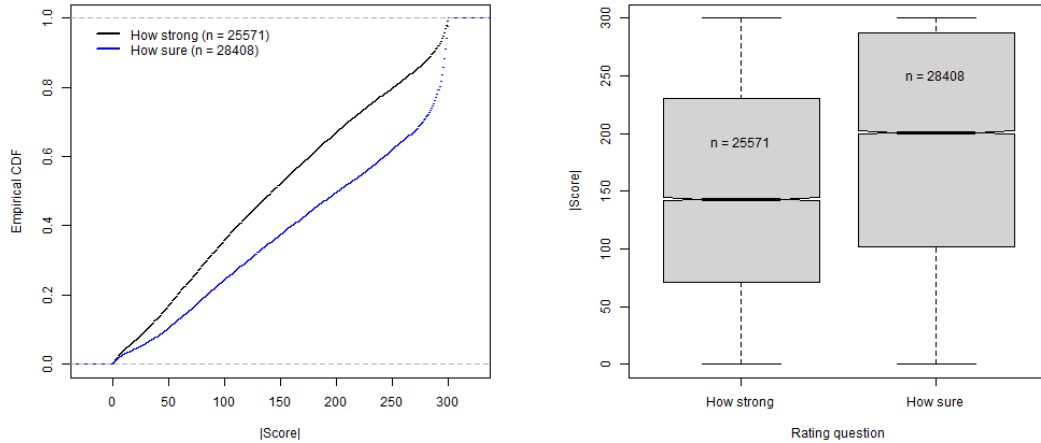 How strong (n = 25571)
How sure (n = 28408)
Empirical CDF
1.0
0.8
0.6
0.4
0.2
0.0
0 50 100 150 200 250 300
|Score|
|Score|
300
250
200
150
100
50
0
n = 25571
n = 28408
How strong How sure
Rating question